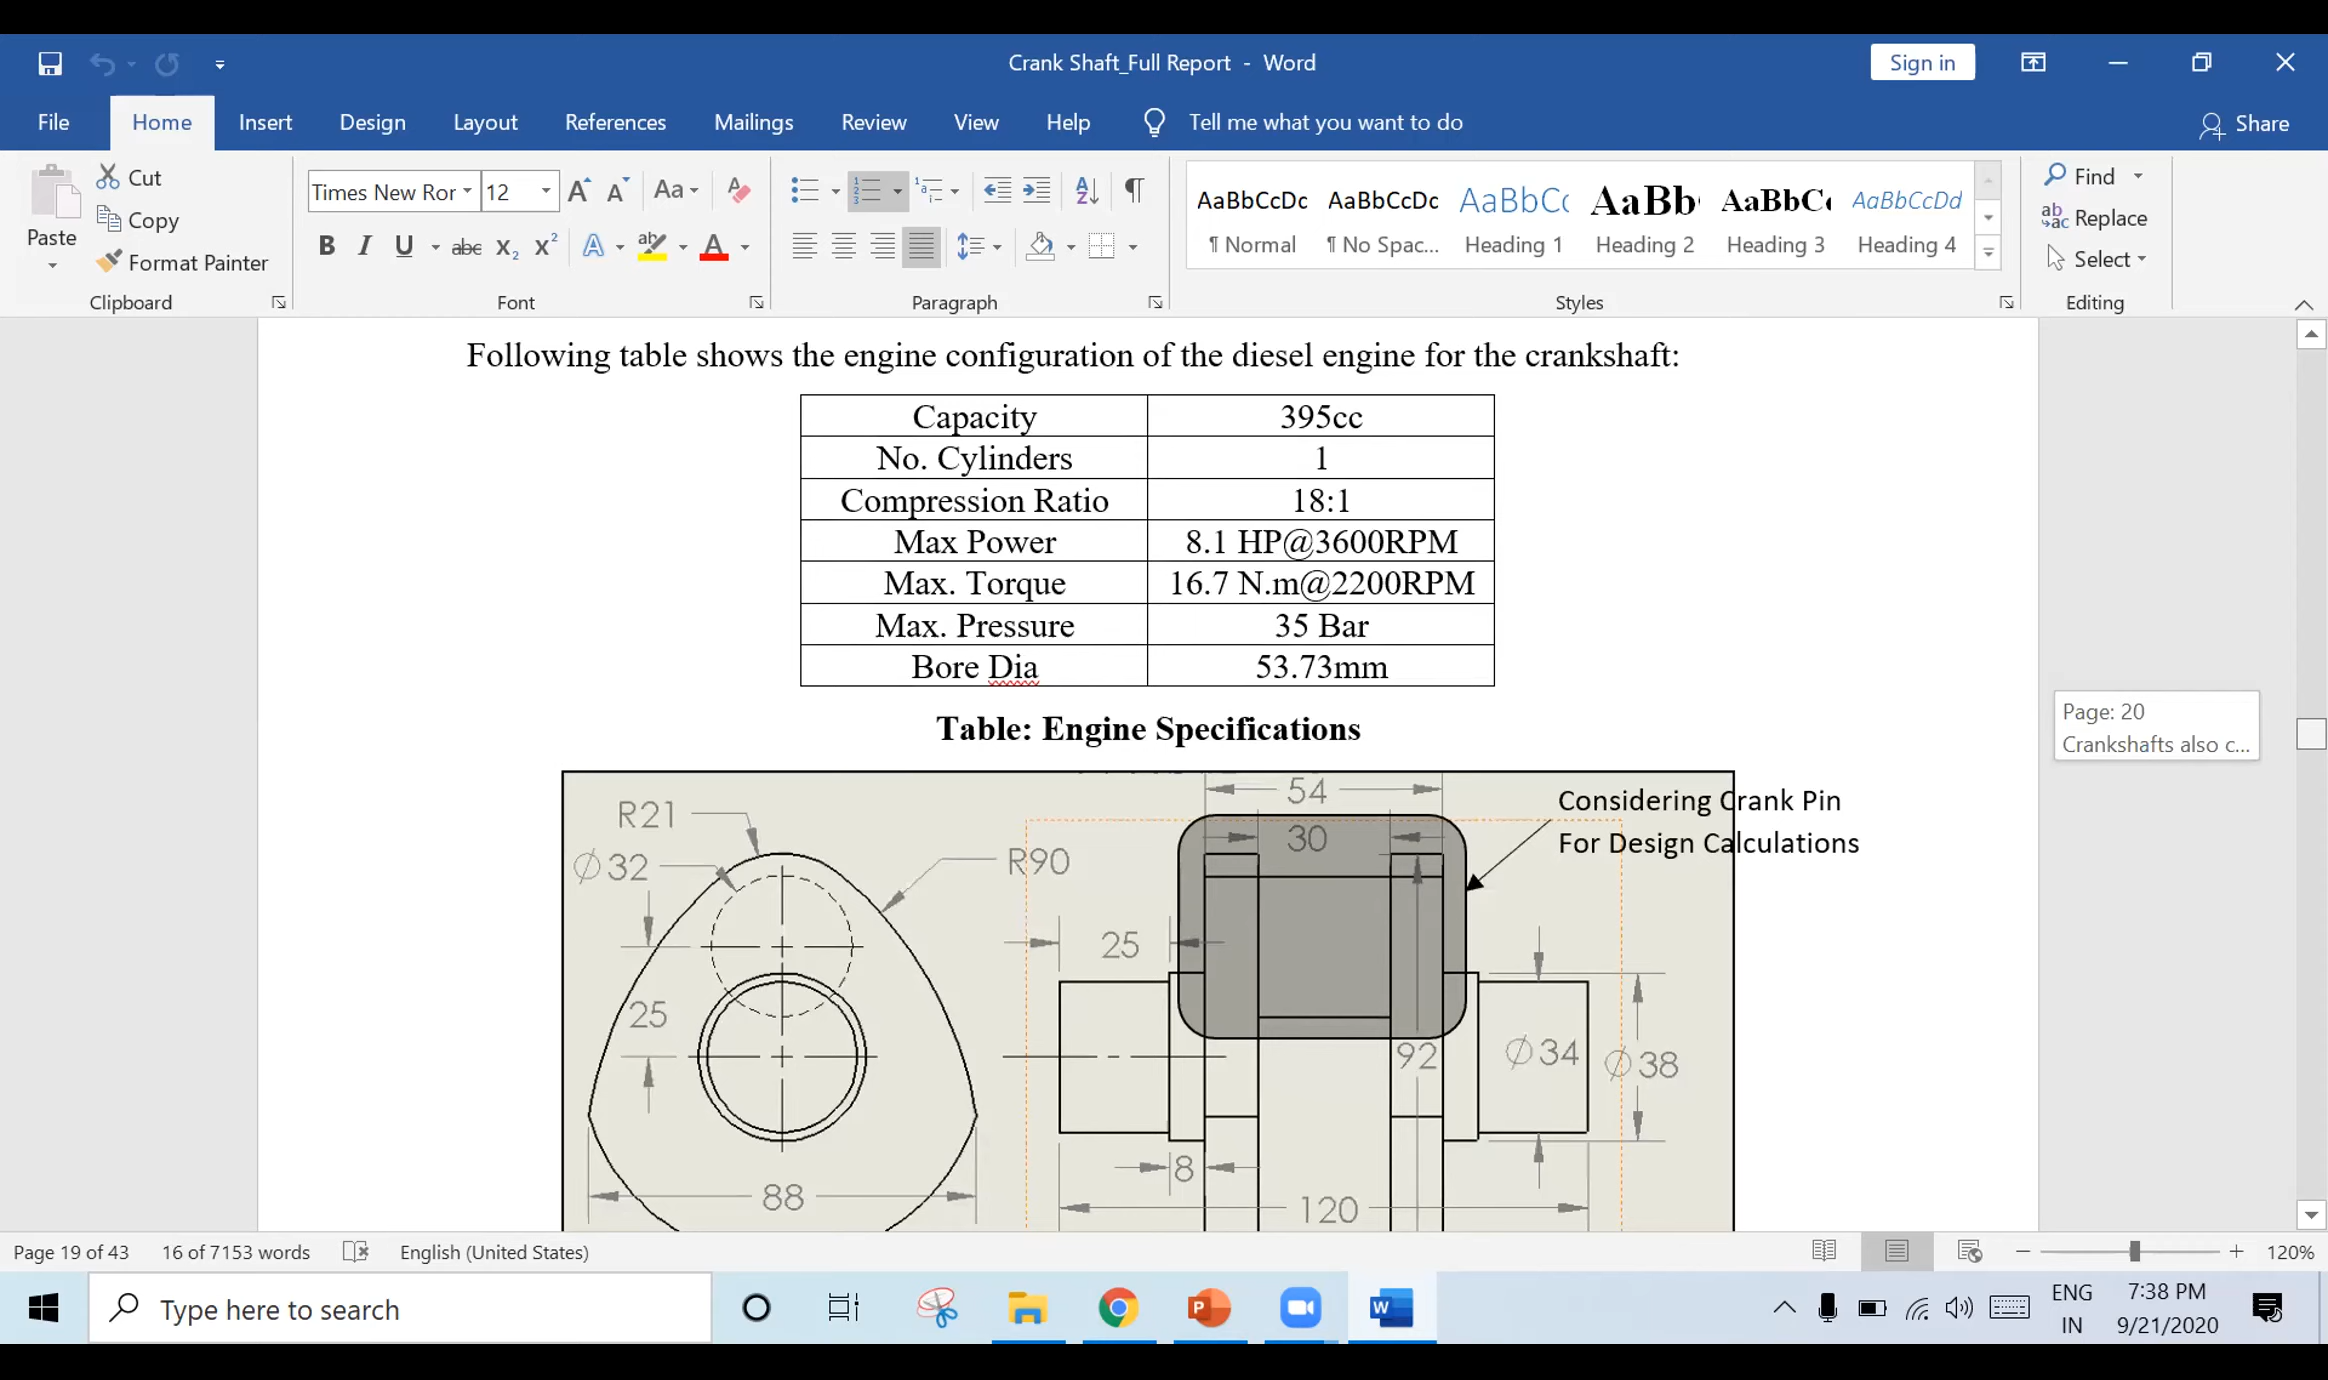 Crank Shaft_Full Report - Word
Sign in
File Home Insert Design Layout References Mailings Review View Help Tell me what you want to do Share
Paste
Cut
Copy
Format Painter
Clipboard
Times New Ror 12
Font
Paragraph
AaBbCcDc AaBbCcDc AaBbCc AaBb AaBbCc AaBbCcDd
¶ Normal ¶ No Spac... Heading 1 Heading 2 Heading 3 Heading 4
Styles
Find
Replace
Select
Editing
Following table shows the engine configuration of the diesel engine for the crankshaft:
Capacity 395cc
No. Cylinders 1
Compression Ratio 18:1
Max Power 8.1 HP@3600RPM
Max. Torque 16.7 N.m@2200RPM
Max. Pressure 35 Bar
Bore Dia 53.73mm
Table: Engine Specifications
Page: 20
Crankshafts also c...
R21
∅32
R90
25
88
54
30
25
92
∅34
∅38
8
120
Considering Crank Pin
For Design Calculations
Page 19 of 43 16 of 7153 words English (United States) 120%
Type here to search
ENG
IN
7:38 PM
9/21/2020